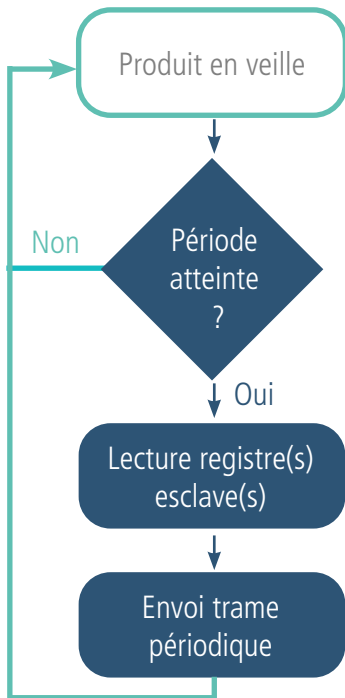 Produit en veille
Non
Période
atteinte
?
Oui
Lecture registre(s)
esclave(s)
Envoi trame
périodique